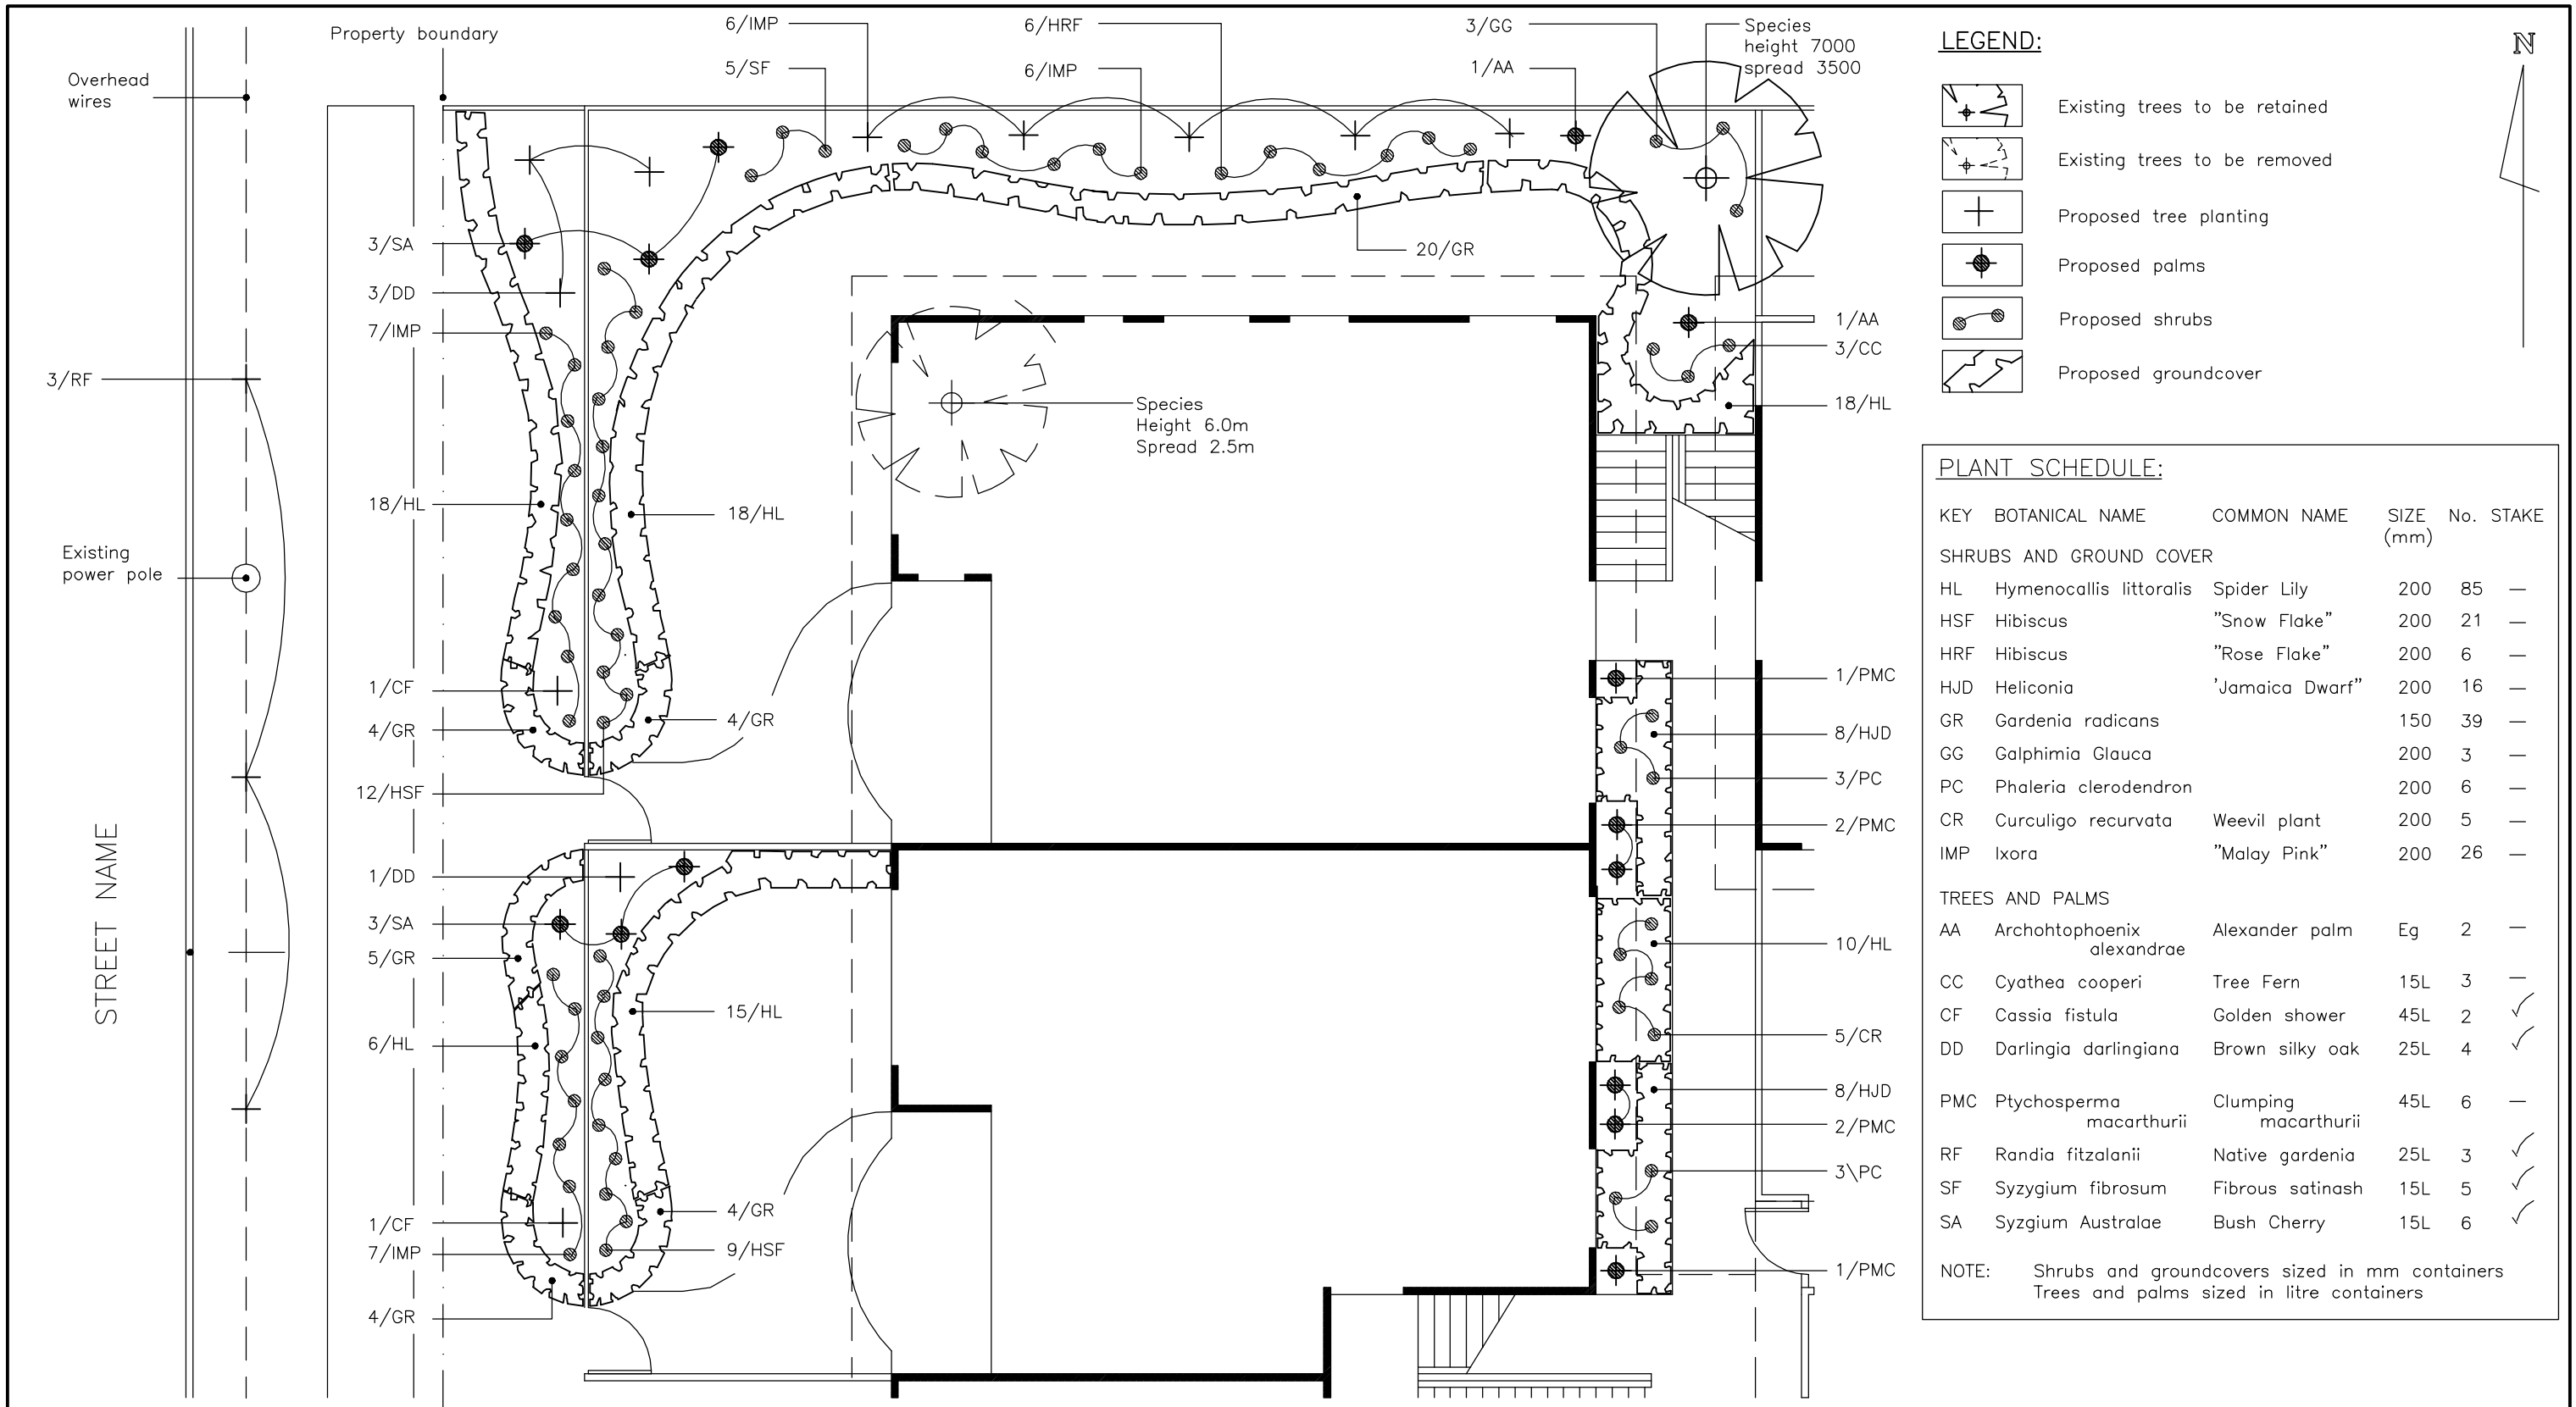 Property boundary
Overhead
wires
6/IMP
5/SF
6/HRF
6/IMP
3/GG
1/AA
Species
height 7000
spread 3500
3/SA
3/DD
7/IMP
3/RF
20/GR
1/AA
3/CC
18/HL
Species
Height 6.0m
Spread 2.5m
18/HL
18/HL
Existing
power pole
1/CF
4/GR
4/GR
12/HSF
1/PMC
8/HJD
3/PC
2/PMC
STREET NAME
1/DD
3/SA
5/GR
6/HL
15/HL
10/HL
5/CR
8/HJD
2/PMC
3\PC
1/PMC
1/CF
7/IMP
4/GR
9/HSF
4/GR
LEGEND:
N
Existing trees to be retained
Existing trees to be removed
Proposed tree planting
Proposed palms
Proposed shrubs
Proposed groundcover
PLANT SCHEDULE:
KEY BOTANICAL NAME COMMON NAME SIZE No. STAKE
(mm)
SHRUBS AND GROUND COVER
HL Hymenocallis littoralis Spider Lily 200 85 —
HSF Hibiscus "Snow Flake" 200 21 —
HRF Hibiscus "Rose Flake" 200 6 —
HJD Heliconia 'Jamaica Dwarf" 200 16 —
GR Gardenia radicans 150 39 —
GG Galphimia Glauca 200 3 —
PC Phaleria clerodendron 200 6 —
CR Curculigo recurvata Weevil plant 200 5 —
IMP Ixora "Malay Pink" 200 26 —
TREES AND PALMS
AA Archohtophoenix Alexander palm Eg 2 —
alexandrae
CC Cyathea cooperi Tree Fern 15L 3 —
CF Cassia fistula Golden shower 45L 2 ✓
DD Darlingia darlingiana Brown silky oak 25L 4 ✓
PMC Ptychosperma Clumping 45L 6 —
macarthurii macarthurii
RF Randia fitzalanii Native gardenia 25L 3 ✓
SF Syzygium fibrosum Fibrous satinash 15L 5 ✓
SA Syzgium Australae Bush Cherry 15L 6 ✓
NOTE: Shrubs and groundcovers sized in mm containers
Trees and palms sized in litre containers